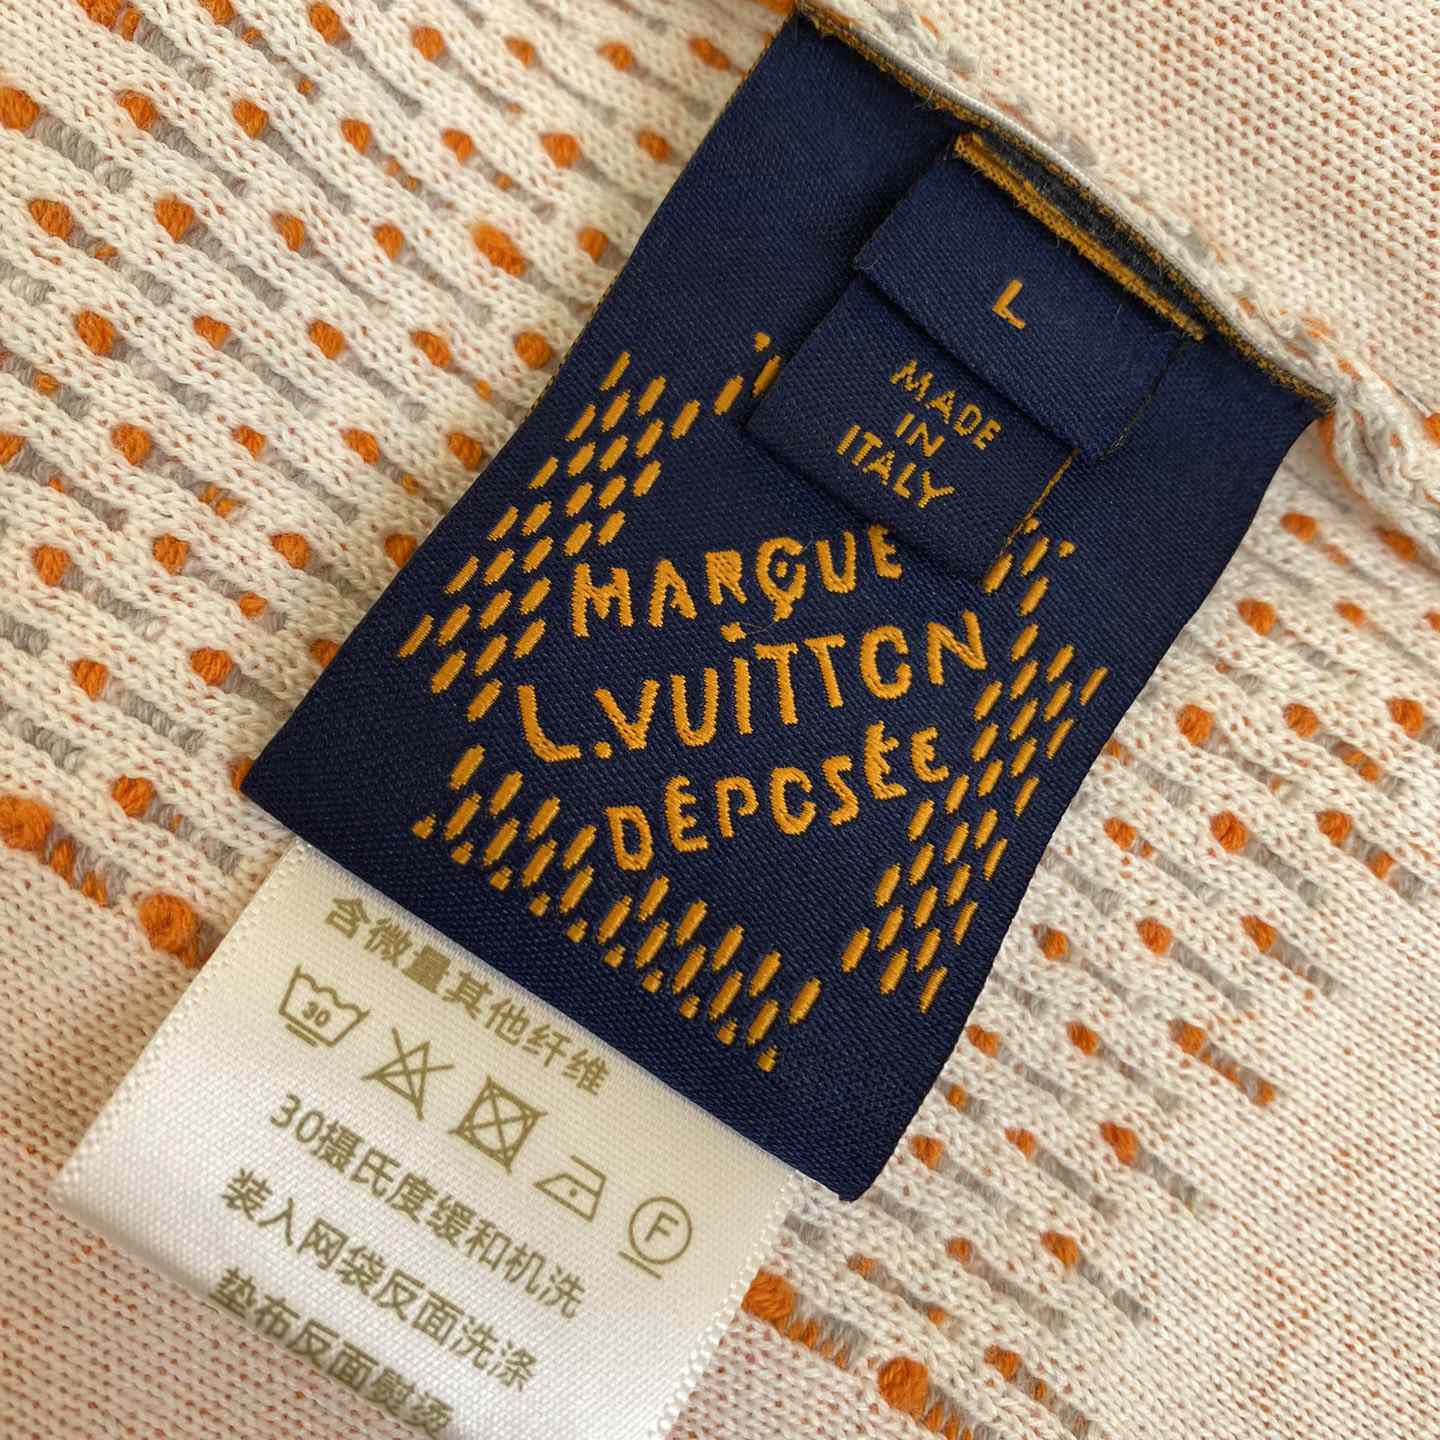 L
MADE
IN
ITALY
MARQUE
L.VUITTON
DÉPOSÉE
含微量其他纤维
30
F
30摄氏度缓和机洗
装入网袋反面洗涤
垫布反面熨烫